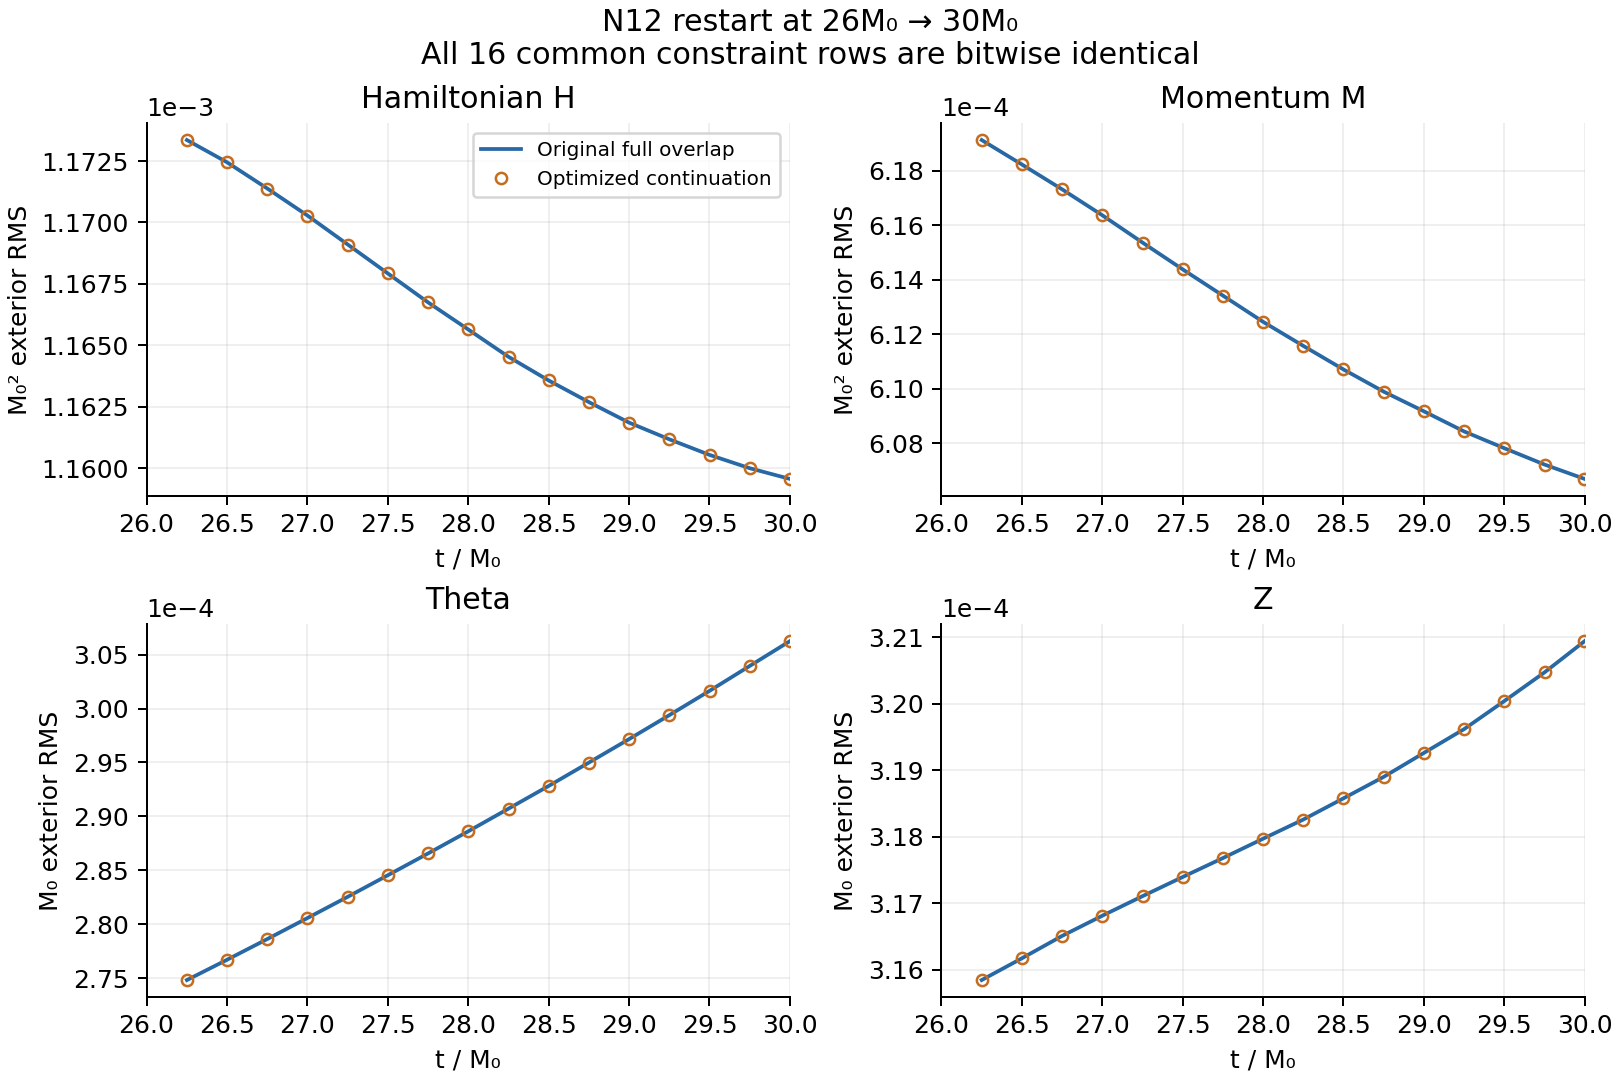 N12 restart at 26M₀ → 30M₀
All 16 common constraint rows are bitwise identical
Hamiltonian H
1e−3
Original full overlap
Optimized continuation
M₀² exterior RMS
1.1725
1.1700
1.1675
1.1650
1.1625
1.1600
26.0 26.5 27.0 27.5 28.0 28.5 29.0 29.5 30.0
t / M₀
Momentum M
1e−4
M₀² exterior RMS
6.18
6.16
6.14
6.12
6.10
6.08
26.0 26.5 27.0 27.5 28.0 28.5 29.0 29.5 30.0
t / M₀
Theta
1e−4
M₀ exterior RMS
3.05
3.00
2.95
2.90
2.85
2.80
2.75
26.0 26.5 27.0 27.5 28.0 28.5 29.0 29.5 30.0
t / M₀
Z
1e−4
M₀ exterior RMS
3.21
3.20
3.19
3.18
3.17
3.16
26.0 26.5 27.0 27.5 28.0 28.5 29.0 29.5 30.0
t / M₀